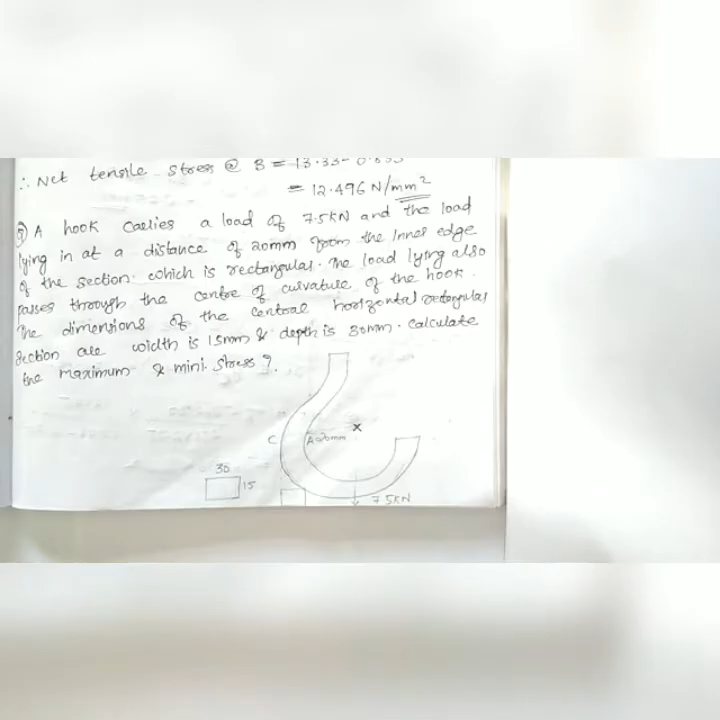 ∴ Net tensile stress @ B = 13.33 -
= 12.496 N/mm²
5) A hook carries a load of 7.5KN and the load
lying in at a distance of 20mm from the inner edge
of the section. which is rectangular. The load lying also
passes through the centre of curvature of the hook.
The dimensions of the central horizontal rectangular
section are width is 15mm & depth is 30mm. calculate
the maximum & mini. stress ?
x
C A 20mm
30
15
7.5KN